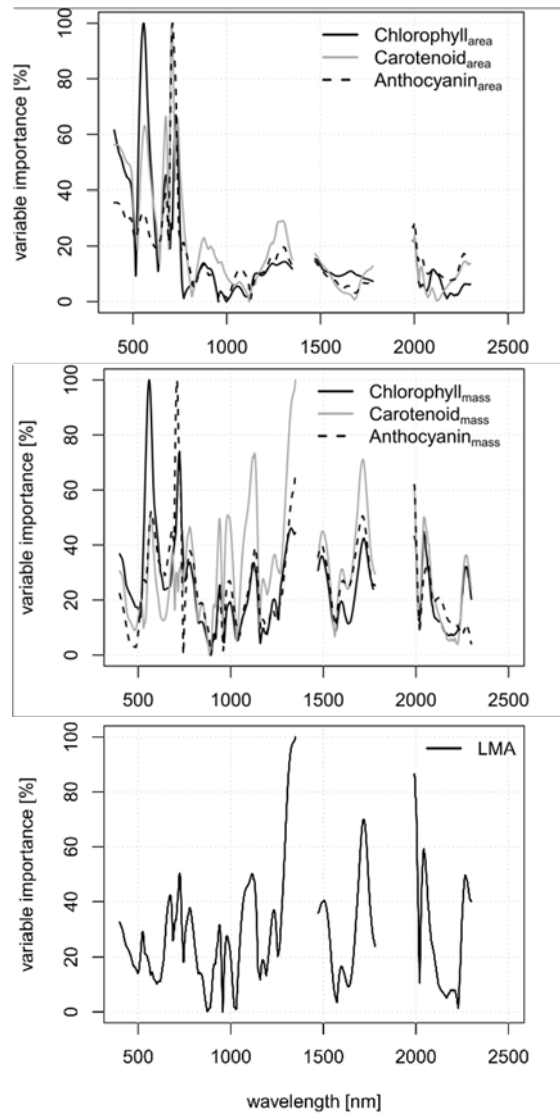 Chlorophyll_area
Carotenoid_area
Anthocyanin_area
variable importance [%]
100
80
60
40
20
0
500 1000 1500 2000 2500
Chlorophyll_mass
Carotenoid_mass
Anthocyanin_mass
variable importance [%]
100
80
60
40
20
0
500 1000 1500 2000 2500
LMA
variable importance [%]
100
80
60
40
20
0
500 1000 1500 2000 2500
wavelength [nm]